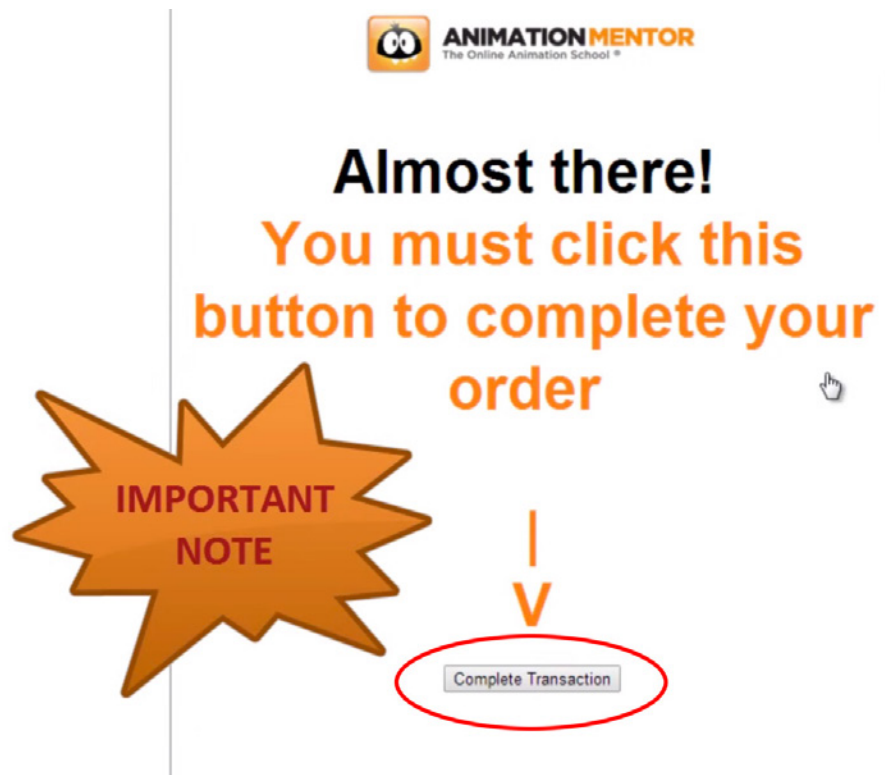 ANIMATIONMENTOR
The Online Animation School ®
Almost there!
You must click this
button to complete your
order
IMPORTANT
NOTE
|
V
Complete Transaction